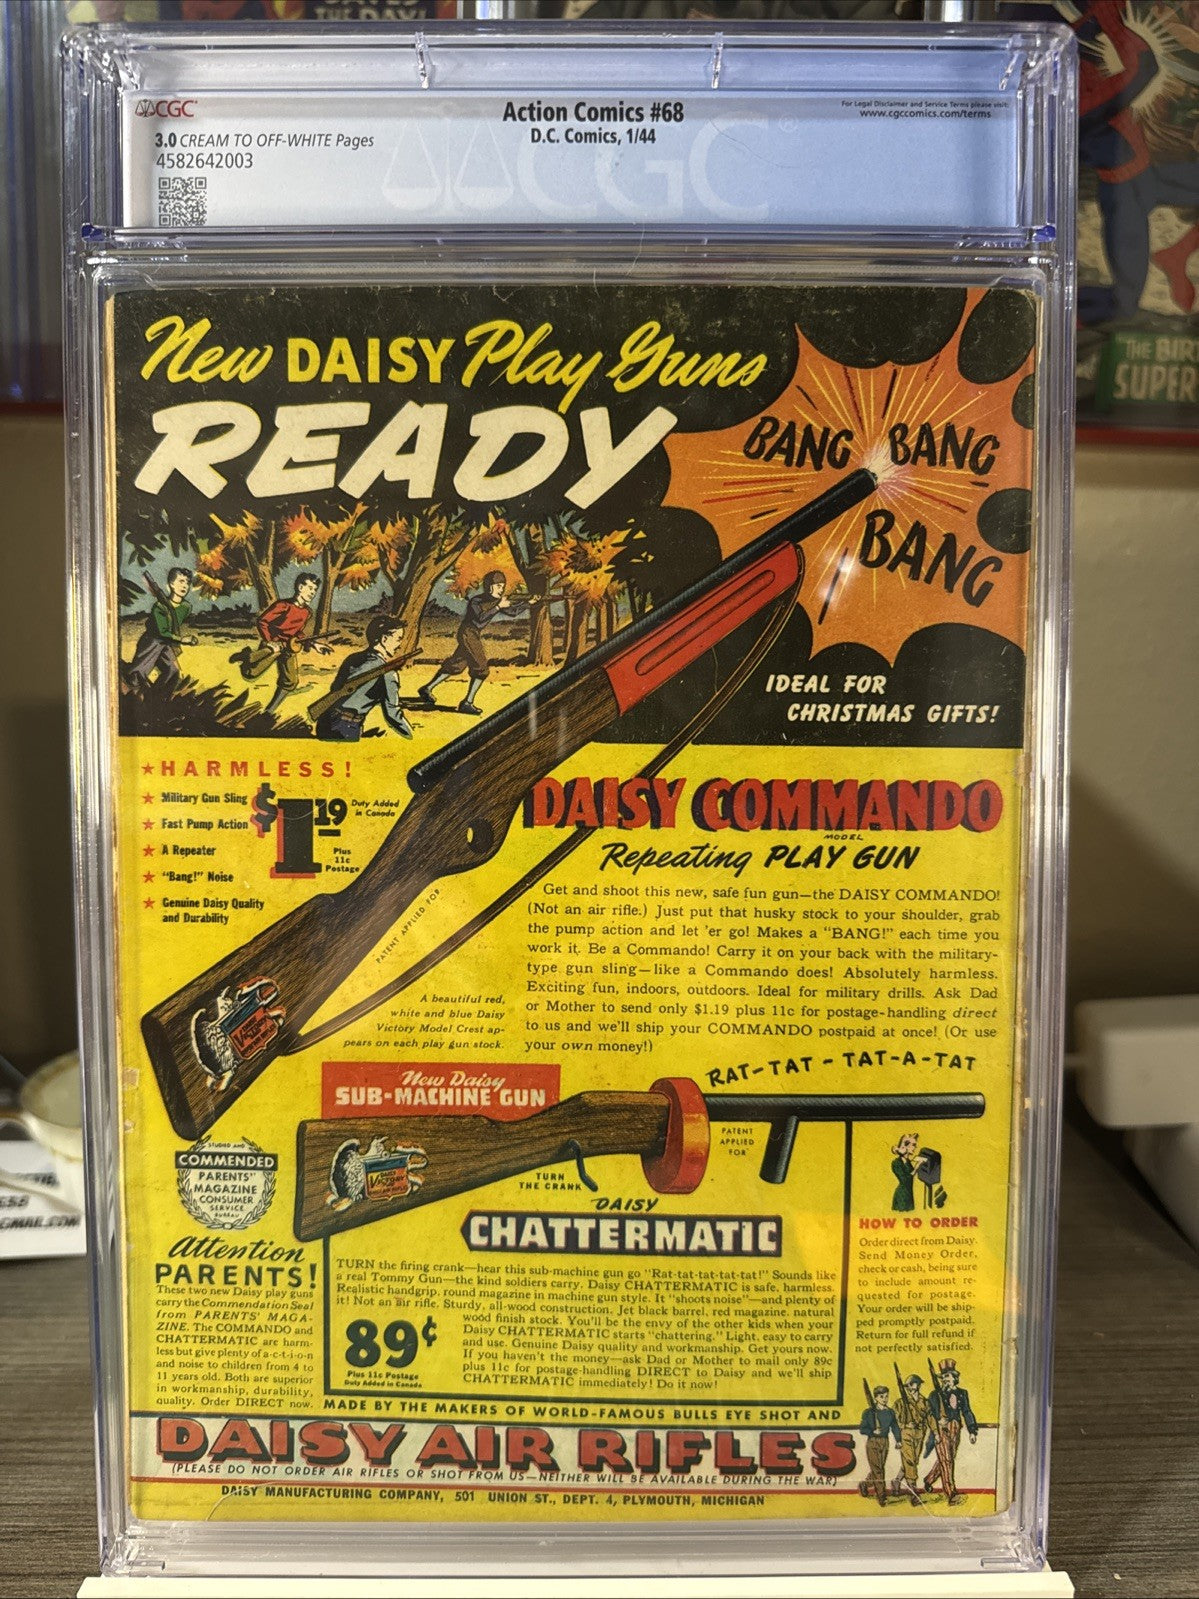 THE DAY!
CGC
Action Comics #68
D.C. Comics, 1/44
For Legal Disclaimer and Service Terms please visit:
www.cgccomics.com/terms
3.0 CREAM TO OFF-WHITE Pages
4582642003
CGC
"THE BIR
SUPER
New DAISY Play Guns
READY
BANG BANG
BANG
IDEAL FOR
CHRISTMAS GIFTS!
★ HARMLESS!
★ Military Gun Sling
★ Fast Pump Action
★ A Repeater
★ "Bang!" Noise
★ Genuine Daisy Quality
and Durability
$1.19
Duty Added
in Canada
Plus
11c
Postage
PATENT APPLIED FOR
DAISY COMMANDO
MODEL
Repeating PLAY GUN
Get and shoot this new, safe fun gun—the DAISY COMMANDO!
(Not an air rifle.) Just put that husky stock to your shoulder, grab
the pump action and let 'er go! Makes a "BANG!" each time you
work it. Be a Commando! Carry it on your back with the military-
type gun sling—like a Commando does! Absolutely harmless.
Exciting fun, indoors, outdoors. Ideal for military drills. Ask Dad
or Mother to send only $1.19 plus 11c for postage-handling direct
to us and we'll ship your COMMANDO postpaid at once! (Or use
your own money!)
A beautiful red,
white and blue Daisy
Victory Model Crest ap-
pears on each play gun stock.
VICTORY
New Daisy
SUB-MACHINE GUN
RAT-TAT-TAT-A-TAT
PATENT
APPLIED
FOR
VICTORY
TURN
THE CRANK
DAISY
CHATTERMATIC
STUDIED AND
COMMENDED
PARENTS'
MAGAZINE
CONSUMER
SERVICE
BUREAU
Attention
PARENTS!
These two new Daisy play guns
carry the Commendation Seal
from PARENTS' MAGA-
ZINE. The COMMANDO and
CHATTERMATIC are harm-
less but give plenty of a-c-t-i-o-n
and noise to children from 4 to
11 years old. Both are superior
in workmanship, durability,
quality. Order DIRECT now.
TURN the firing crank—hear this sub-machine gun go "Rat-tat-tat-tat-tat!" Sounds like
a real Tommy Gun—the kind soldiers carry. Daisy CHATTERMATIC is safe, harmless.
Realistic handgrip, round magazine in machine gun style. It "shoots noise"—and plenty of
it! Not an air rifle. Sturdy, all-wood construction. Jet black barrel, red magazine, natural
wood finish stock. You'll be the envy of the other kids when your
Daisy CHATTERMATIC starts "chattering." Light, easy to carry
and use. Genuine Daisy quality and workmanship. Get yours now.
If you haven't the money—ask Dad or Mother to mail only 89c
plus 11c for postage-handling DIRECT to Daisy and we'll ship
CHATTERMATIC immediately! Do it now!
89¢
Plus 11c Postage
Duty Added in Canada
HOW TO ORDER
Order direct from Daisy.
Send Money Order,
check or cash, being sure
to include amount re-
quested for postage.
Your order will be ship-
ped promptly postpaid.
Return for full refund if
not perfectly satisfied.
MADE BY THE MAKERS OF WORLD-FAMOUS BULLS EYE SHOT AND
DAISY AIR RIFLES
(PLEASE DO NOT ORDER AIR RIFLES OR SHOT FROM US—NEITHER WILL BE AVAILABLE DURING THE WAR)
DAISY MANUFACTURING COMPANY, 501 UNION ST., DEPT. 4, PLYMOUTH, MICHIGAN
GMAIL.COM